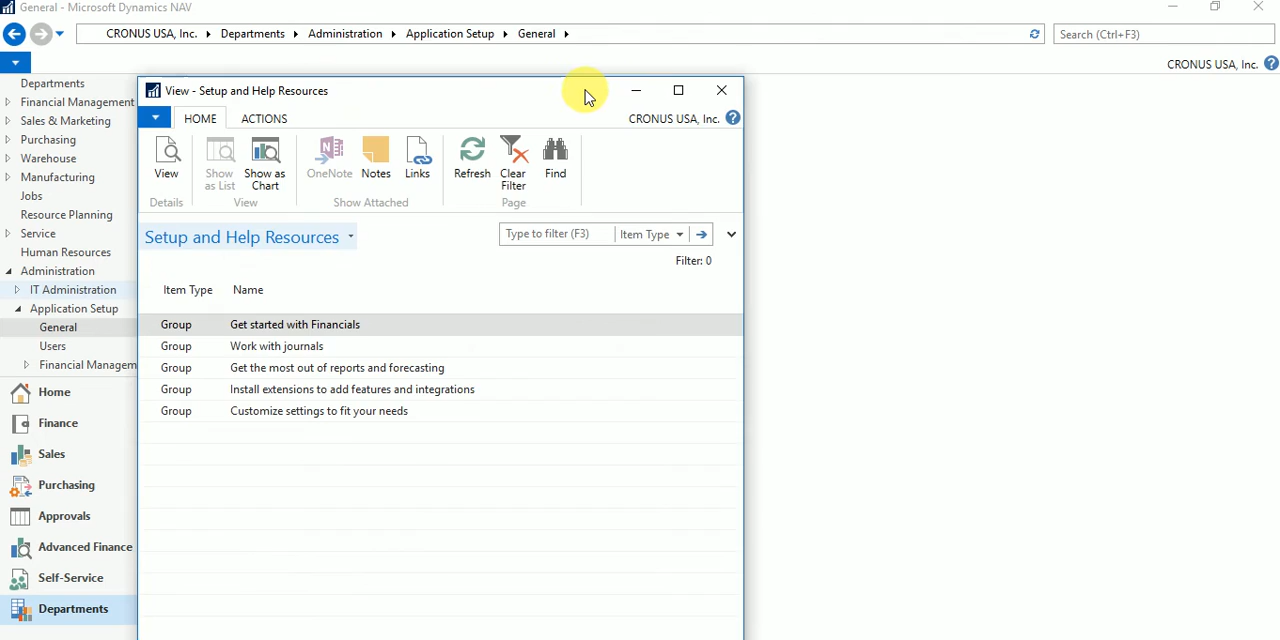 General - Microsoft Dynamics NAV
CRONUS USA, Inc. Departments Administration Application Setup General
Search (Ctrl+F3)
CRONUS USA, Inc.
Departments
Financial Management
Sales & Marketing
Purchasing
Warehouse
Manufacturing
Jobs
Resource Planning
Service
Human Resources
Administration
IT Administration
Application Setup
General
Users
Financial Managem
Home
Finance
Sales
Purchasing
Approvals
Advanced Finance
Self-Service
Departments
View - Setup and Help Resources
HOME ACTIONS
CRONUS USA, Inc.
View
Show as List
Show as Chart
OneNote
Notes
Links
Refresh
Clear Filter
Find
Details View Show Attached Page
Setup and Help Resources
Type to filter (F3) Item Type
Filter: 0
Item Type Name
Group Get started with Financials
Group Work with journals
Group Get the most out of reports and forecasting
Group Install extensions to add features and integrations
Group Customize settings to fit your needs